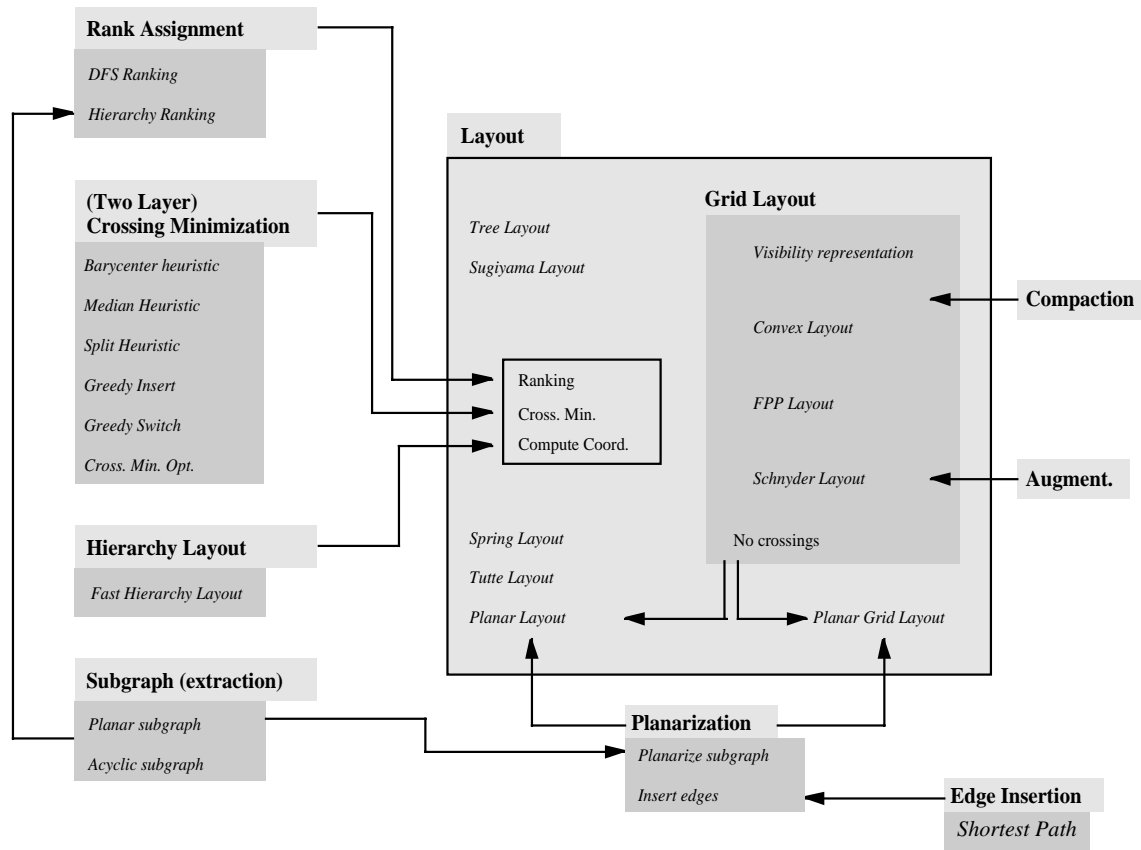 Rank Assignment
DFS Ranking
Hierarchy Ranking
(Two Layer)
Crossing Minimization
Barycenter heuristic
Median Heuristic
Split Heuristic
Greedy Insert
Greedy Switch
Cross. Min. Opt.
Hierarchy Layout
Fast Hierarchy Layout
Subgraph (extraction)
Planar subgraph
Acyclic subgraph
Layout
Tree Layout
Sugiyama Layout
Ranking
Cross. Min.
Compute Coord.
Spring Layout
Tutte Layout
Planar Layout
Grid Layout
Visibility representation
Convex Layout
FPP Layout
Schnyder Layout
No crossings
Planar Grid Layout
Compaction
Augment.
Planarization
Planarize subgraph
Insert edges
Edge Insertion
Shortest Path